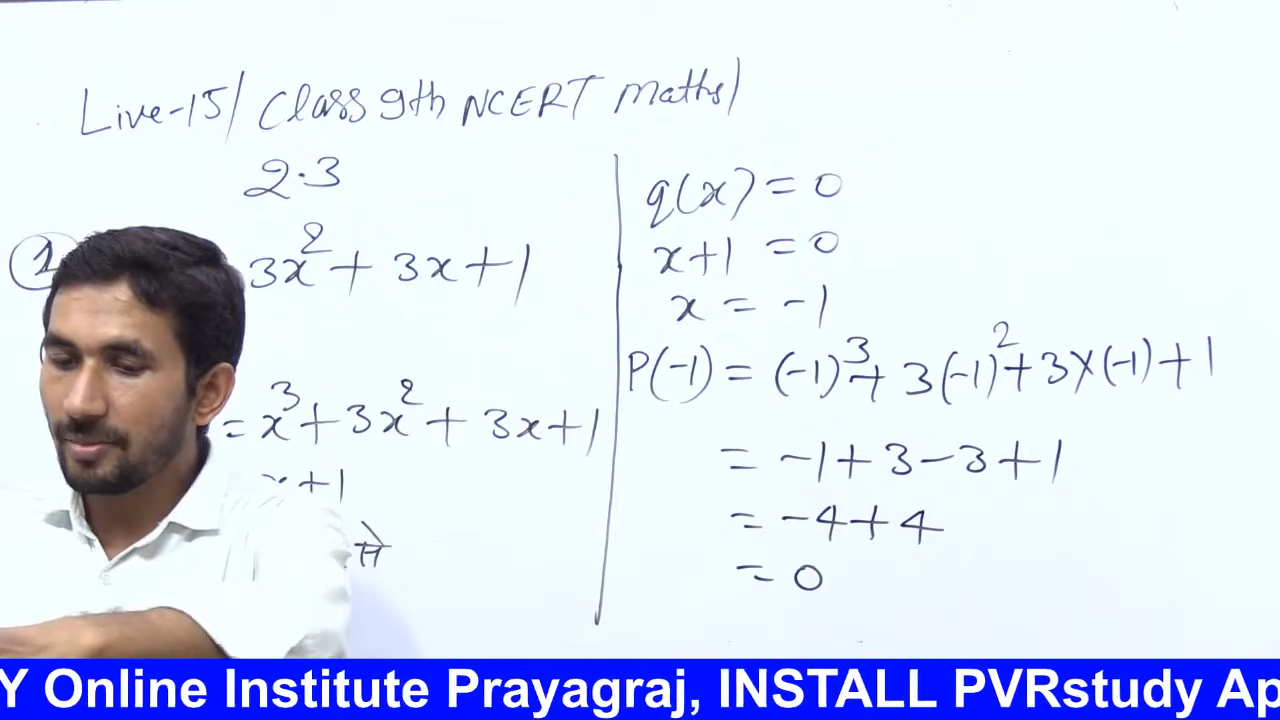 Live-15/ Class 9th NCERT maths/
2.3
1
3x² + 3x + 1
= x³ + 3x² + 3x + 1
x + 1
से
q(x) = 0
x + 1 = 0
x = -1
P(-1) = (-1)³ + 3(-1)² + 3×(-1) + 1
= -1 + 3 - 3 + 1
= -4 + 4
= 0
Y Online Institute Prayagraj, INSTALL PVRstudy Ap